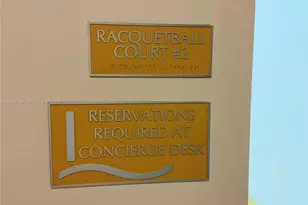 RACQUETBALL
COURT #2
RESERVATIONS
REQUIRED AT
CONCIERGE DESK